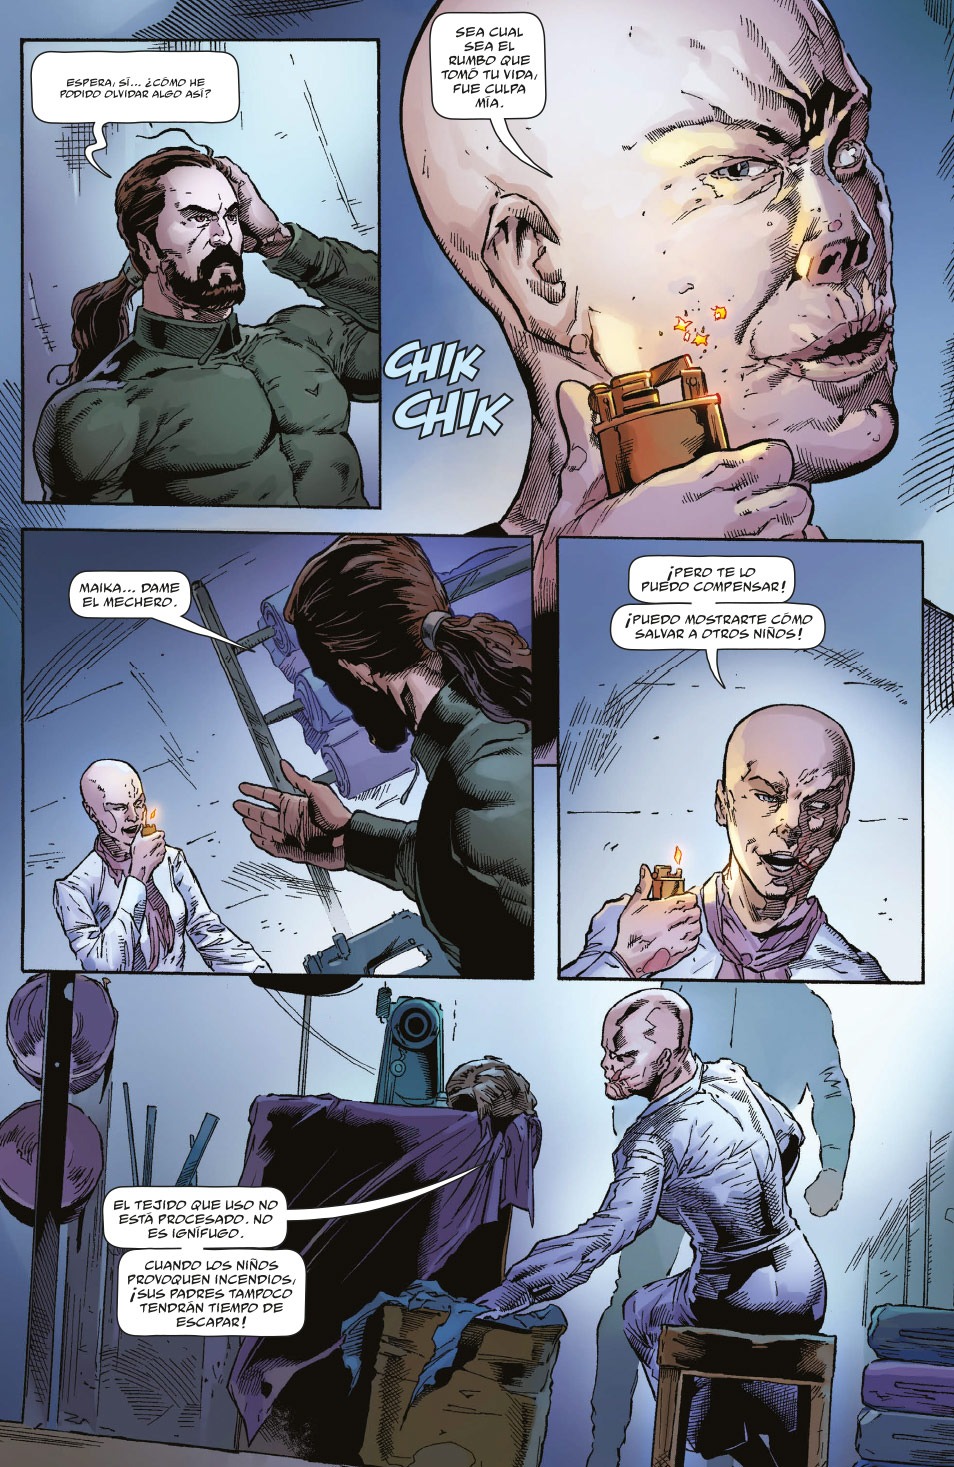 ESPERA, SÍ... ¿CÓMO HE
PODIDO OLVIDAR ALGO ASÍ?
SEA CUAL
SEA EL
RUMBO QUE
TOMÓ TU VIDA,
FUE CULPA
MÍA.
CHIK
CHIK
MAIKA... DAME
EL MECHERO.
¡PERO TE LO
PUEDO COMPENSAR!
¡PUEDO MOSTRARTE CÓMO
SALVAR A OTROS NIÑOS!
EL TEJIDO QUE USO NO
ESTÁ PROCESADO. NO
ES IGNÍFUGO.
CUANDO LOS NIÑOS
PROVOQUEN INCENDIOS,
¡SUS PADRES TAMPOCO
TENDRÁN TIEMPO DE
ESCAPAR!